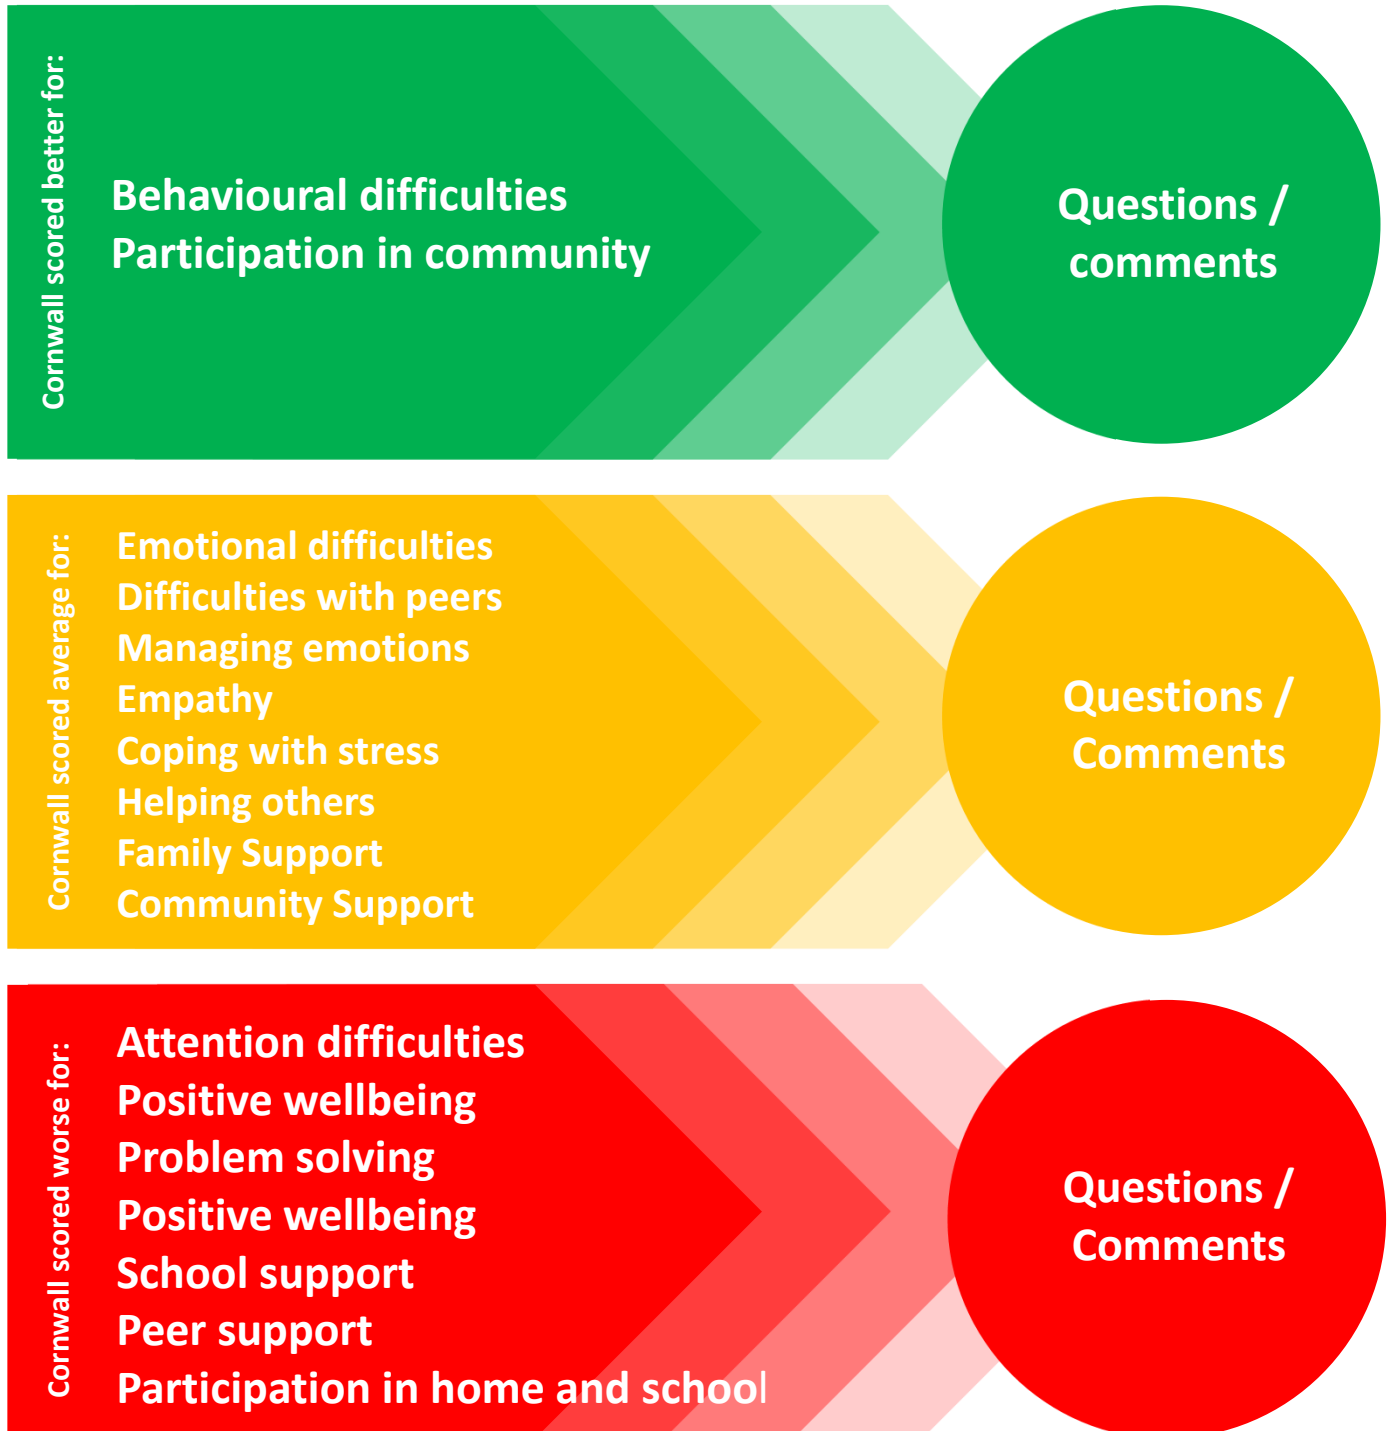 Cornwall scored better for:
Behavioural difficulties
Participation in community
Questions /
comments
Cornwall scored average for:
Emotional difficulties
Difficulties with peers
Managing emotions
Empathy
Coping with stress
Helping others
Family Support
Community Support
Questions /
Comments
Cornwall scored worse for:
Attention difficulties
Positive wellbeing
Problem solving
Positive wellbeing
School support
Peer support
Participation in home and school
Questions /
Comments